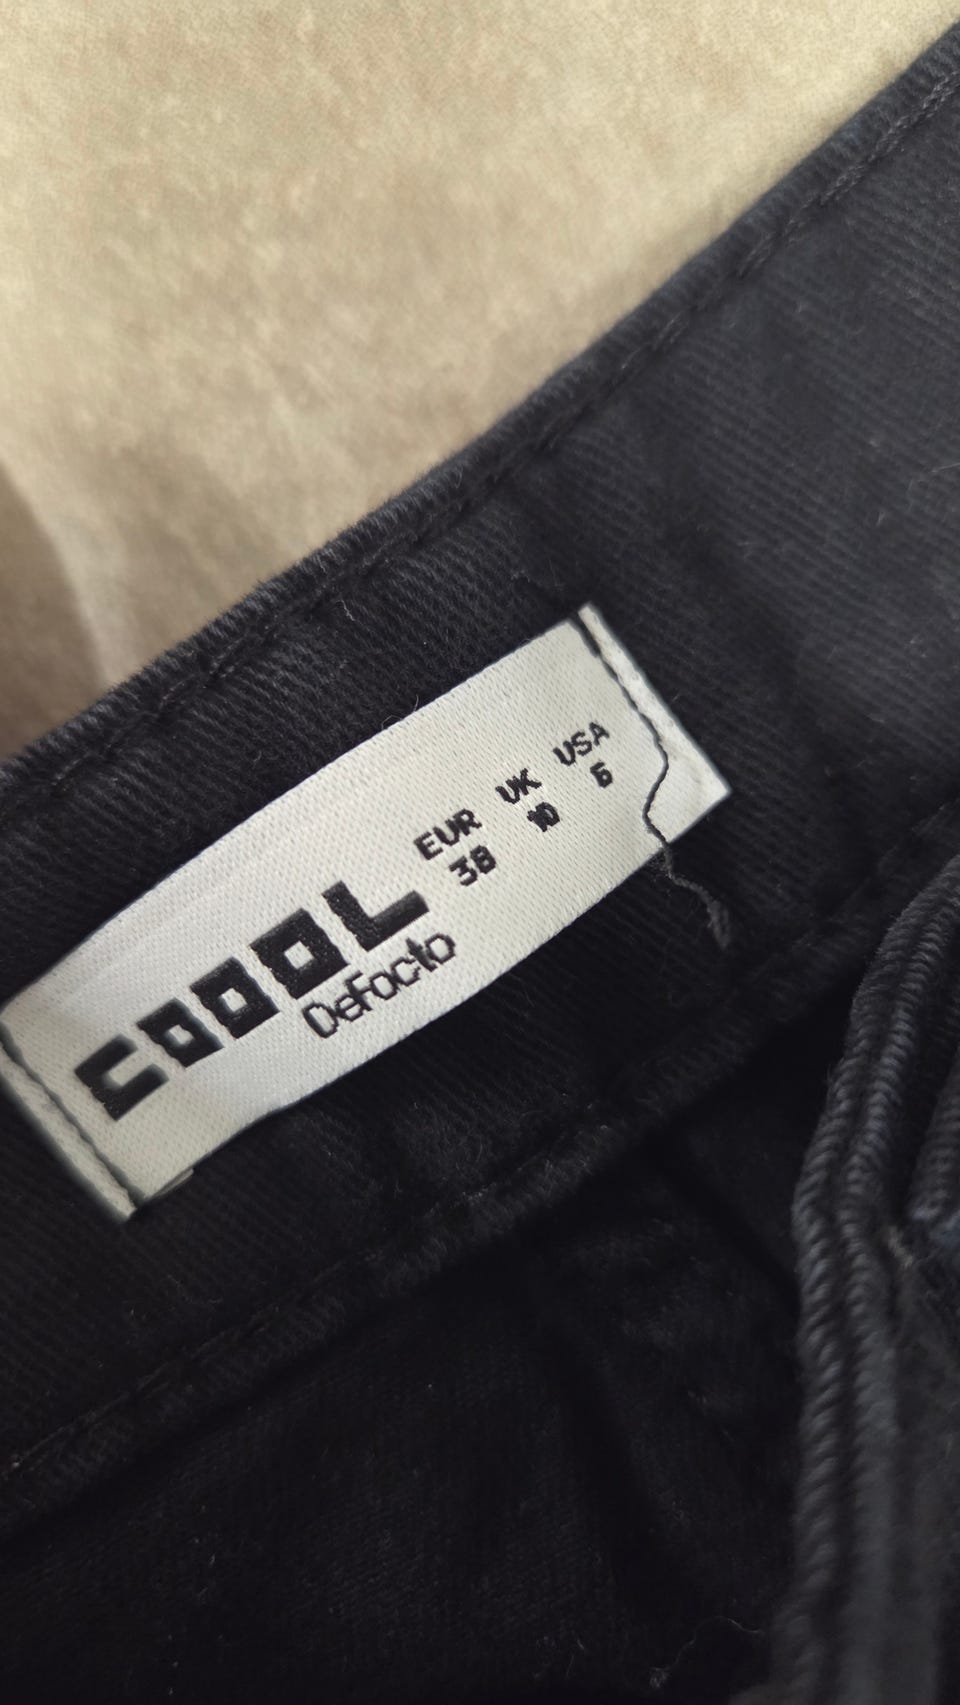 COOL
DeFacto
EUR UK USA
38 10 6